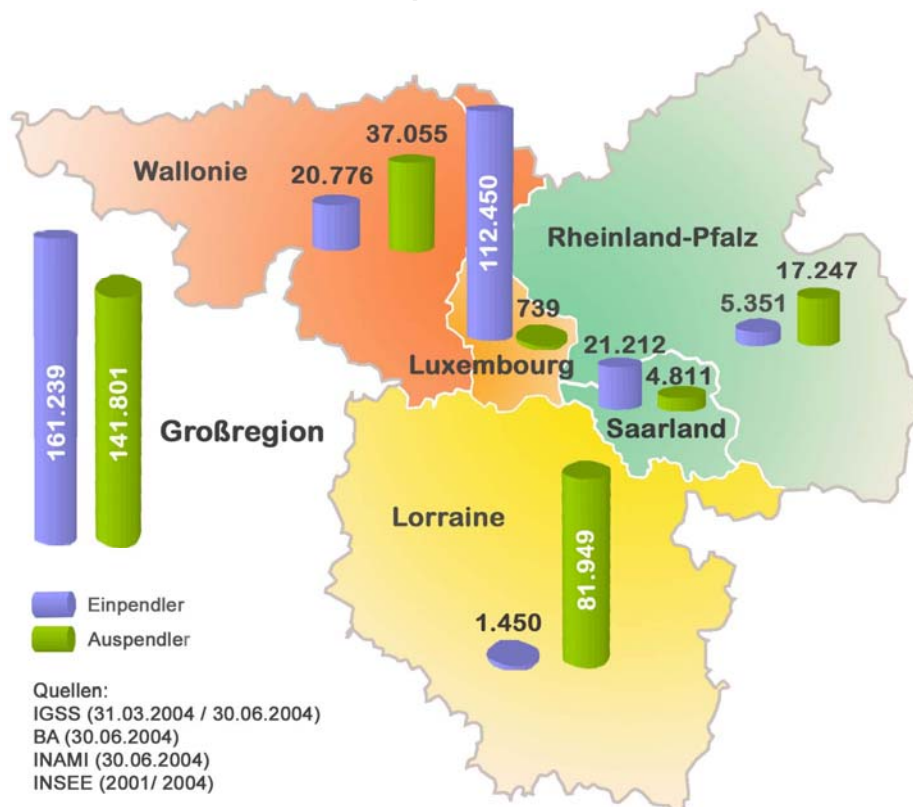 37.055
Wallonie
20.776
112.450
Rheinland-Pfalz
17.247
5.351
739
21.212
Luxembourg
4.811
161.239
141.801
Großregion
Saarland
Lorraine
81.949
1.450
Einpendler
Auspendler
Quellen:
IGSS (31.03.2004 / 30.06.2004)
BA (30.06.2004)
INAMI (30.06.2004)
INSEE (2001/ 2004)